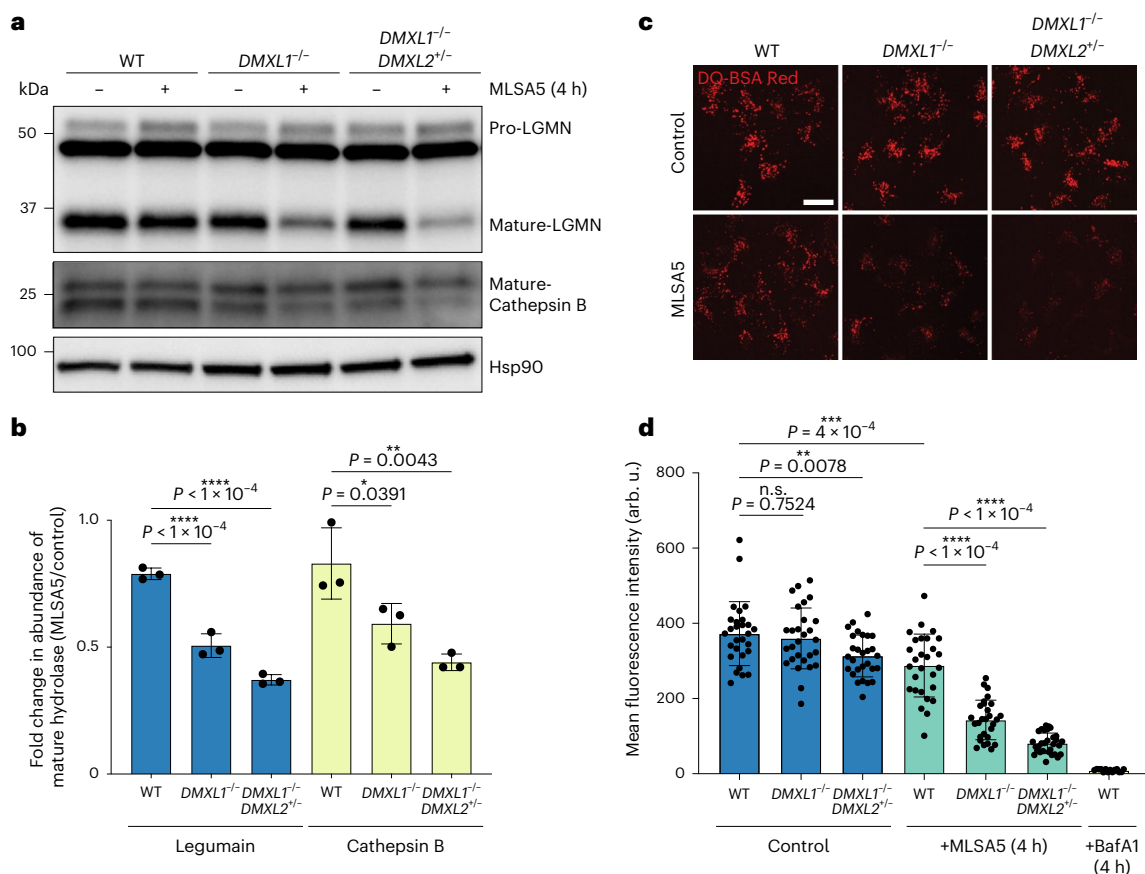 a
WT
DMXL1⁻/⁻
DMXL1⁻/⁻
DMXL2⁺/⁻
kDa
– + – + – + MLSA5 (4 h)
50
Pro-LGMN
37
Mature-LGMN
25
Mature-
Cathepsin B
100
Hsp90
b
Fold change in abundance of
mature hydrolase (MLSA5/control)
1.0
0.5
0
****
P < 1 × 10⁻⁴
****
P < 1 × 10⁻⁴
**
P = 0.0043
*
P = 0.0391
WT DMXL1⁻/⁻ DMXL1⁻/⁻ WT DMXL1⁻/⁻ DMXL1⁻/⁻
DMXL2⁺/⁻ DMXL2⁺/⁻
Legumain Cathepsin B
c
WT
DMXL1⁻/⁻
DMXL1⁻/⁻
DMXL2⁺/⁻
DQ-BSA Red
Control
MLSA5
d
Mean fluorescence intensity (arb. u.)
800
600
400
200
0
***
P = 4 × 10⁻⁴
**
P = 0.0078
n.s.
P = 0.7524
****
P < 1 × 10⁻⁴
****
P < 1 × 10⁻⁴
WT DMXL1⁻/⁻ DMXL1⁻/⁻ WT DMXL1⁻/⁻ DMXL1⁻/⁻ WT
DMXL2⁺/⁻ DMXL2⁺/⁻
Control +MLSA5 (4 h) +BafA1
(4 h)